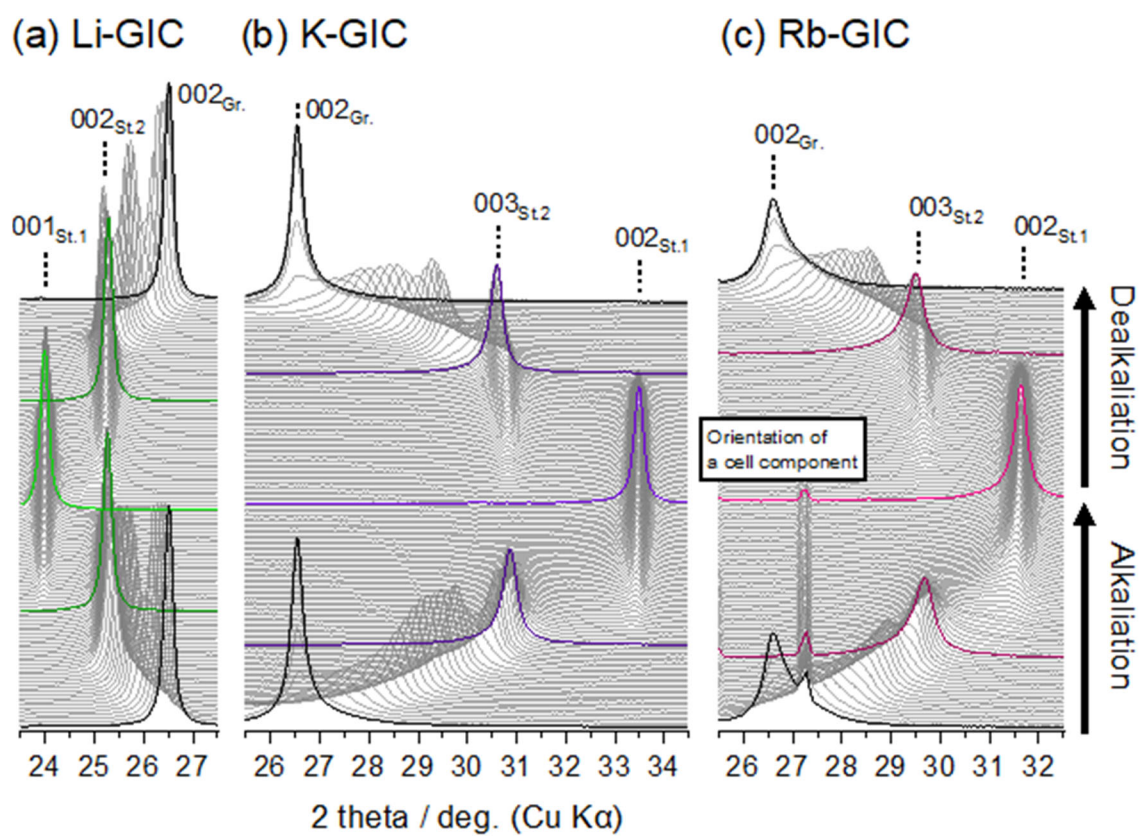 (a) Li-GIC
(b) K-GIC
(c) Rb-GIC
002Gr.
002St.2
001St.1
002Gr.
003St.2
002St.1
002Gr.
003St.2
002St.1
Orientation of
a cell component
Dealkaliation
Alkaliation
24 25 26 27
26 27 28 29 30 31 32 33 34
26 27 28 29 30 31 32
2 theta / deg. (Cu Kα)